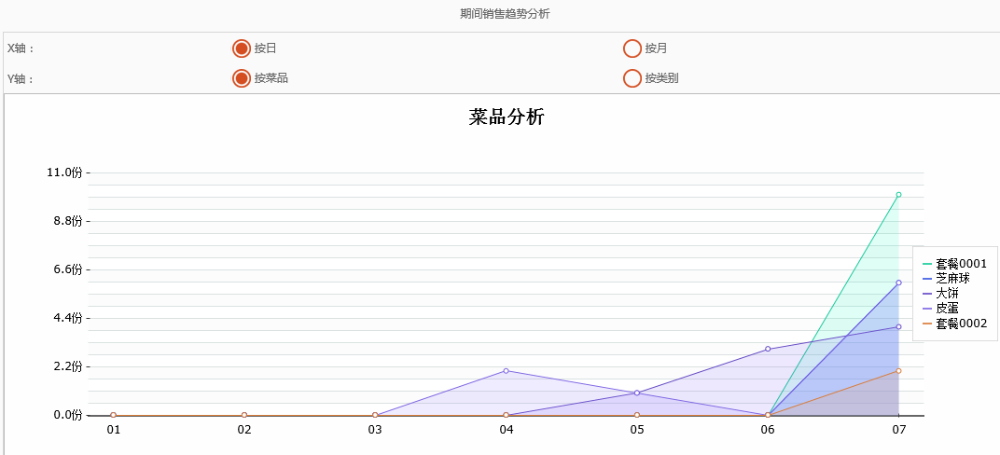 期间销售趋势分析
X轴： 按日 按月
Y轴： 按菜品 按类别
菜品分析
11.0份
8.8份
6.6份
4.4份
2.2份
0.0份
01 02 03 04 05 06 07
套餐0001
芝麻球
大饼
皮蛋
套餐0002